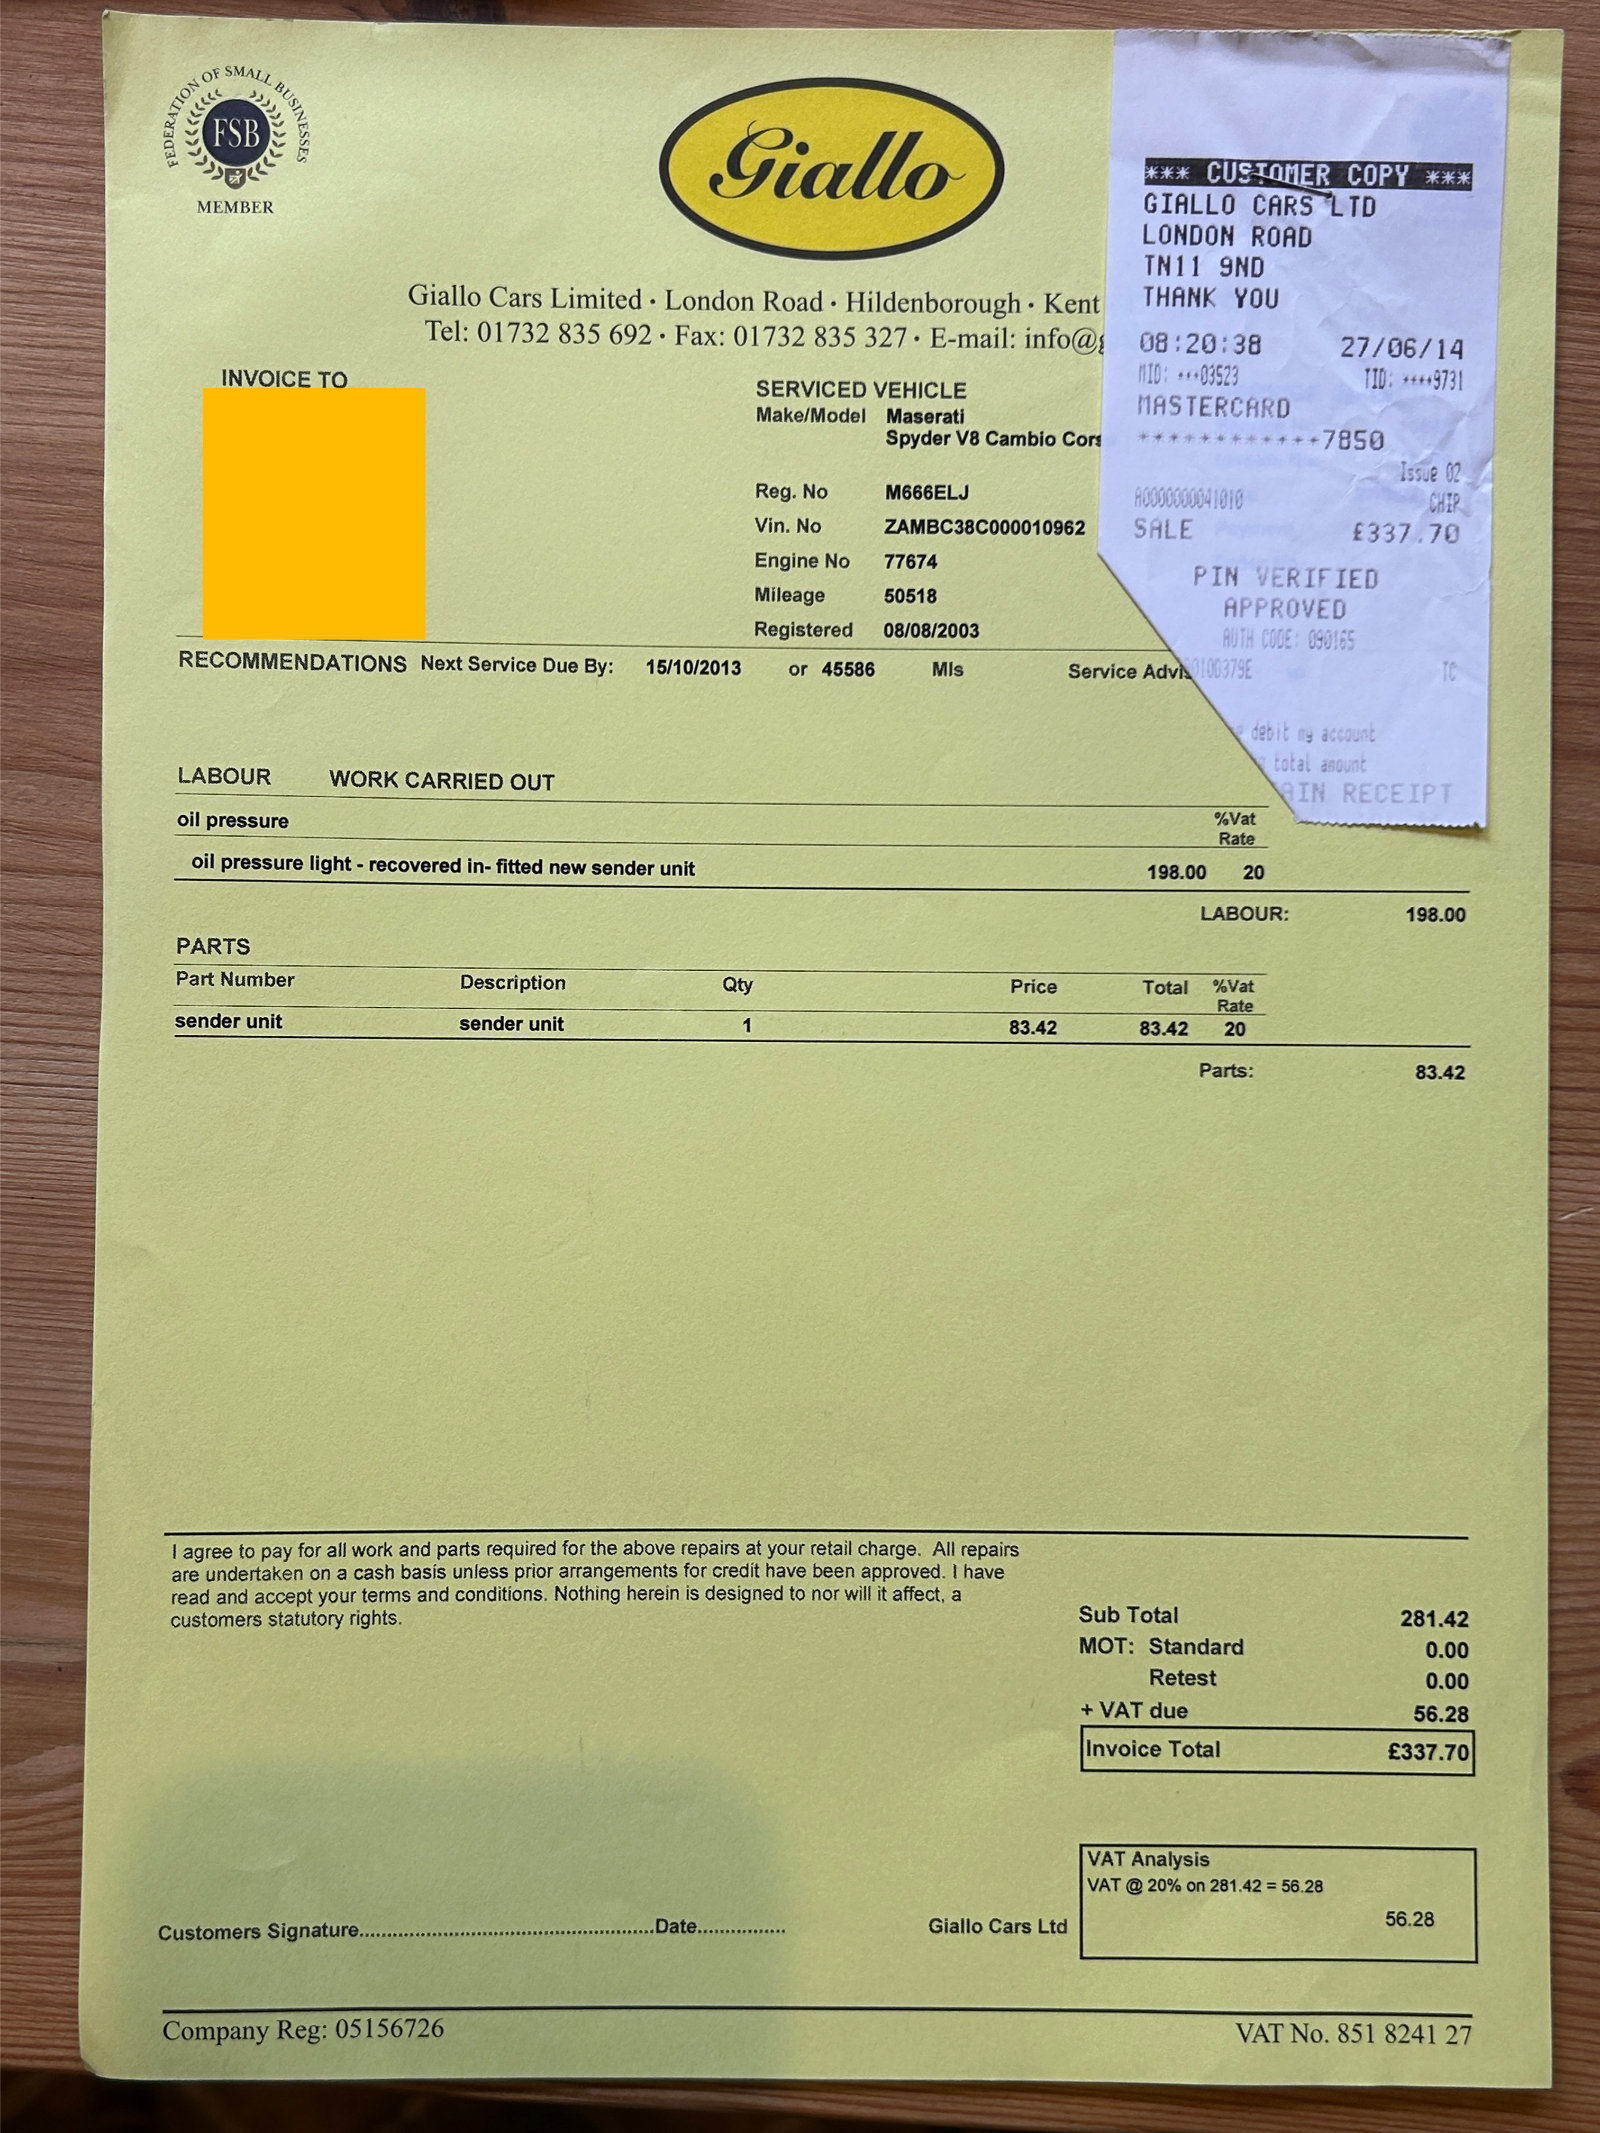 FEDERATION OF SMALL BUSINESSES
FSB
MEMBER
Giallo
Giallo Cars Limited · London Road · Hildenborough · Kent
Tel: 01732 835 692 · Fax: 01732 835 327 · E-mail: info@
*** CUSTOMER COPY ***
GIALLO CARS LTD
LONDON ROAD
TN11 9ND
THANK YOU
08:20:38 27/06/14
MID: ***03523 TID: ****9731
MASTERCARD
************7850
Issue 02
A0000000041010 CHIP
SALE £337.70
PIN VERIFIED
APPROVED
AUTH CODE: 090165
0100379E TC
debit my account
total amount
AIN RECEIPT
INVOICE TO
SERVICED VEHICLE
Make/Model Maserati
Spyder V8 Cambio Cors
Reg. No M666ELJ
Vin. No ZAMBC38C000010962
Engine No 77674
Mileage 50518
Registered 08/08/2003
RECOMMENDATIONS Next Service Due By: 15/10/2013 or 45586 Mls Service Advis
LABOUR WORK CARRIED OUT
oil pressure %Vat
Rate
oil pressure light - recovered in- fitted new sender unit 198.00 20
LABOUR: 198.00
PARTS
Part Number Description Qty Price Total %Vat
Rate
sender unit sender unit 1 83.42 83.42 20
Parts: 83.42
I agree to pay for all work and parts required for the above repairs at your retail charge. All repairs
are undertaken on a cash basis unless prior arrangements for credit have been approved. I have
read and accept your terms and conditions. Nothing herein is designed to nor will it affect, a
customers statutory rights.
Sub Total 281.42
MOT: Standard 0.00
Retest 0.00
+ VAT due 56.28
Invoice Total £337.70
VAT Analysis
VAT @ 20% on 281.42 = 56.28
56.28
Customers Signature.....................................................Date................ Giallo Cars Ltd
Company Reg: 05156726 VAT No. 851 8241 27